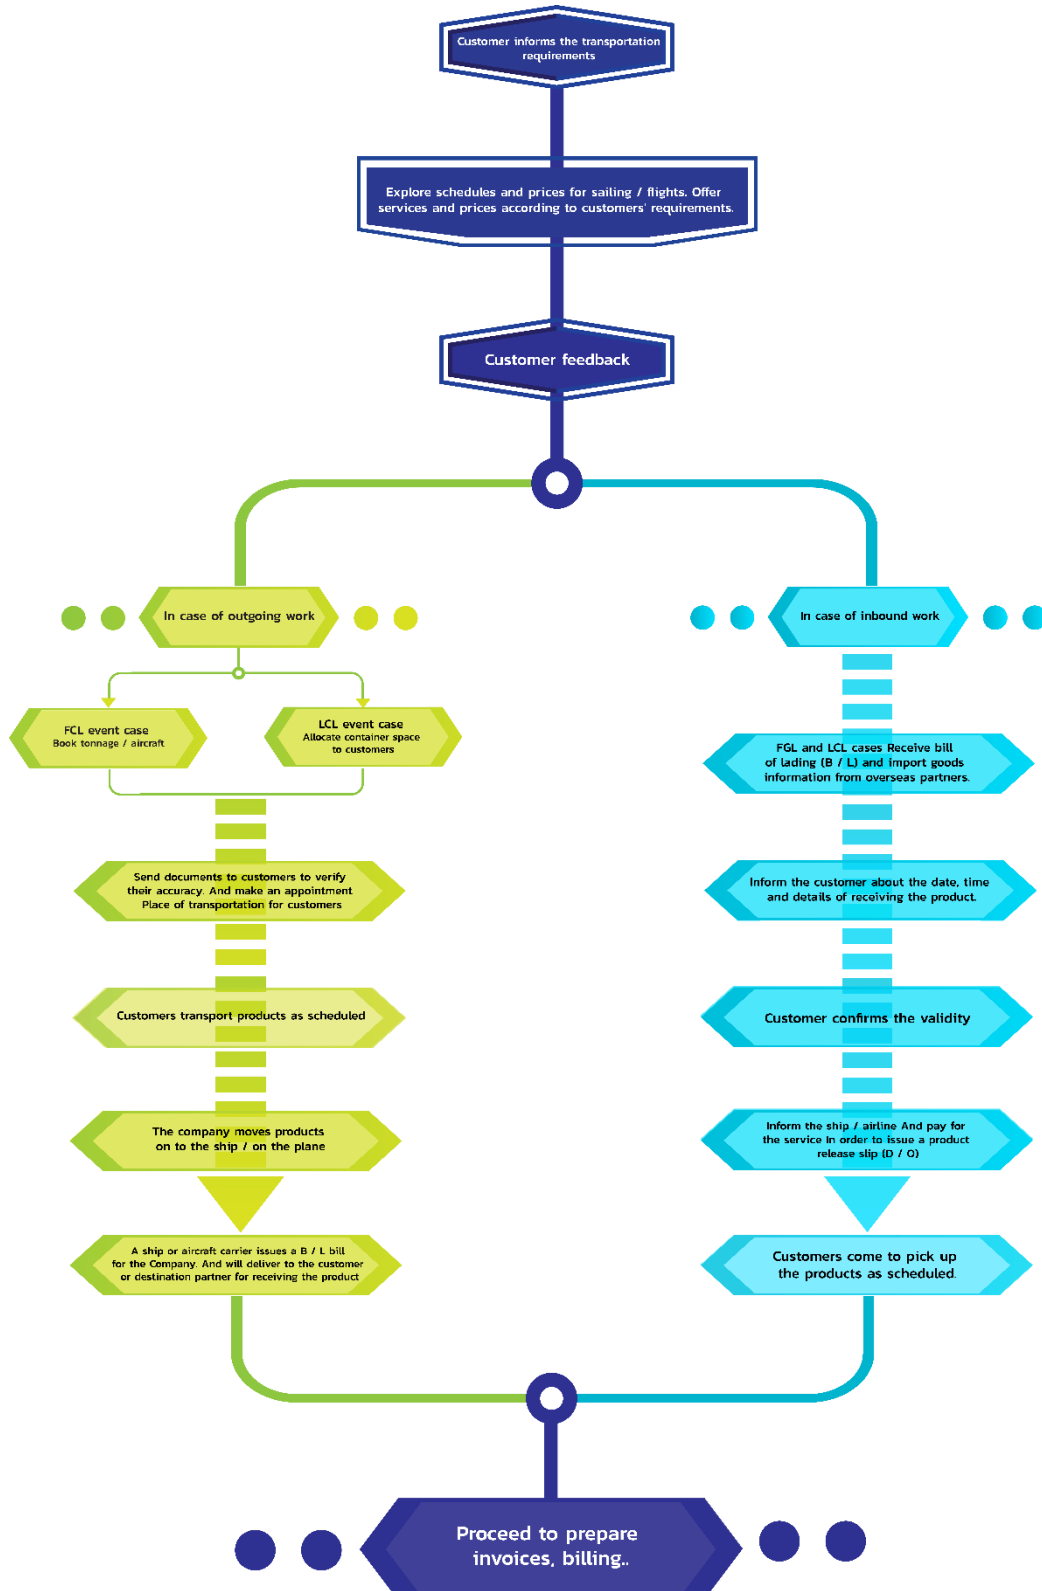 Customer informs the transportation
requirements
Explore schedules and prices for sailing / flights. Offer
services and prices according to customers' requirements.
Customer feedback
In case of outgoing work
FCL event case
Book tonnage / aircraft
LCL event case
Allocate container space
to customers
Send documents to customers to verify
their accuracy. And make an appointment
Place of transportation for customers
Customers transport products as scheduled
The company moves products
on to the ship / on the plane
A ship or aircraft carrier issues a B / L bill
for the Company. And will deliver to the customer
or destination partner for receiving the product
In case of inbound work
FGL and LCL cases Receive bill
of lading (B / L) and import goods
information from overseas partners.
Inform the customer about the date, time
and details of receiving the product.
Customer confirms the validity
Inform the ship / airline And pay for
the service In order to issue a product
release slip (D / O)
Customers come to pick up
the products as scheduled.
Proceed to prepare
invoices, billing..